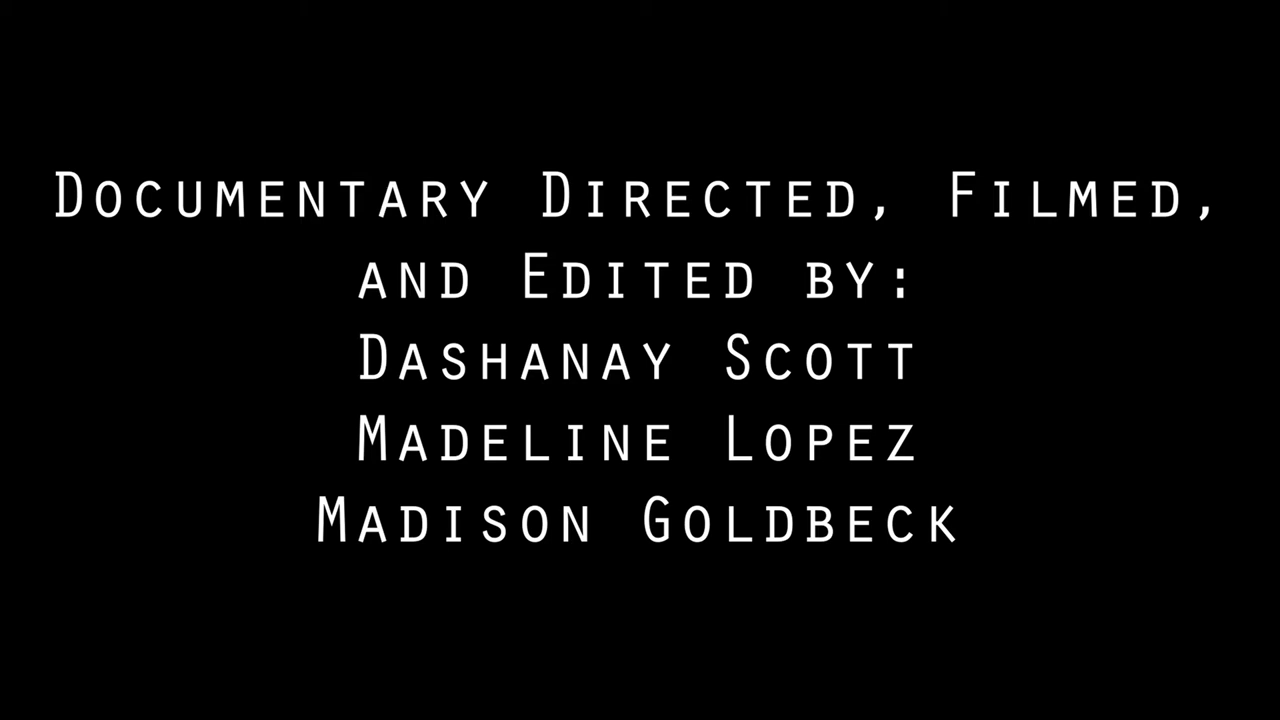 Documentary Directed, Filmed,
and Edited by:
Dashanay Scott
Madeline Lopez
Madison Goldbeck